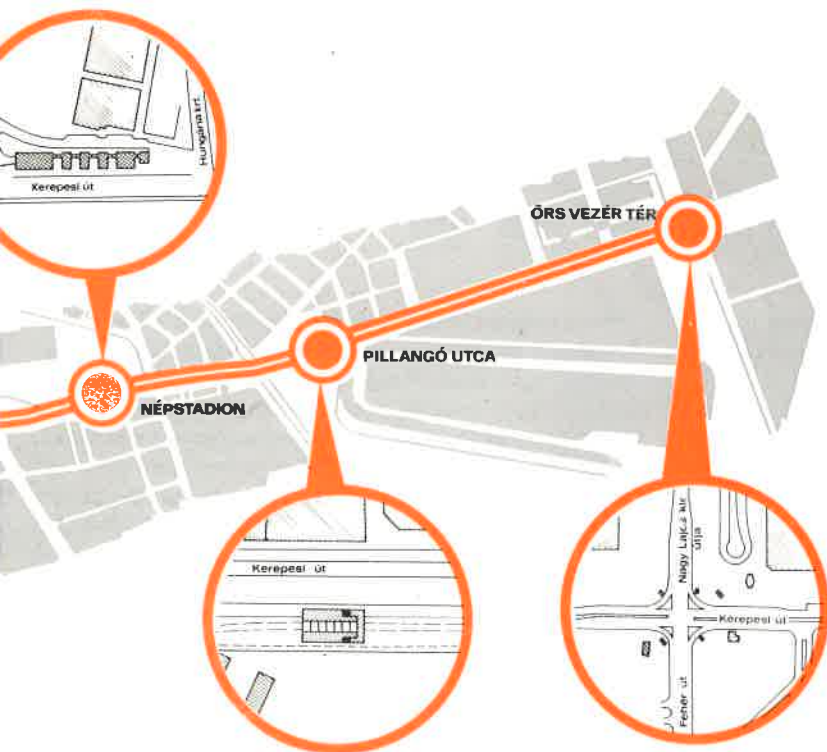 Hungária krt.
Kerepesi út
ŐRS VEZÉR TÉR
PILLANGÓ UTCA
NÉPSTADION
Kerepesi út
Nagy Lajos kir.
útja
Kerepesi út
Fehér út